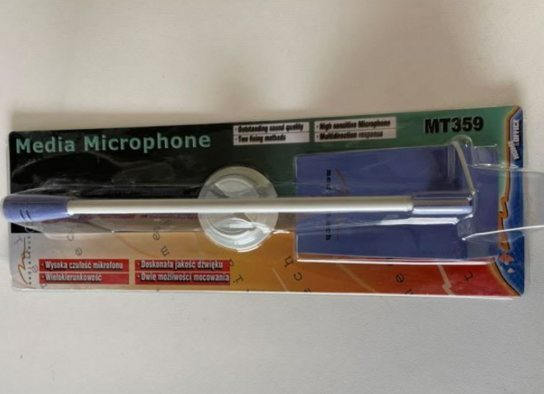 Media Microphone
· Outstanding sound quality
· Two fixing methods
· High sensitive Microphone
· Multidirection response
MT359
· Wysoka czułość mikrofonu
· Wielokierunkowość
· Doskonała jakość dźwięku
· Dwie możliwości mocowania